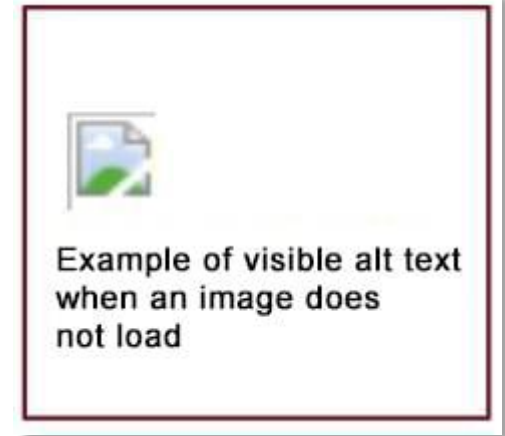 Example of visible alt text
when an image does
not load